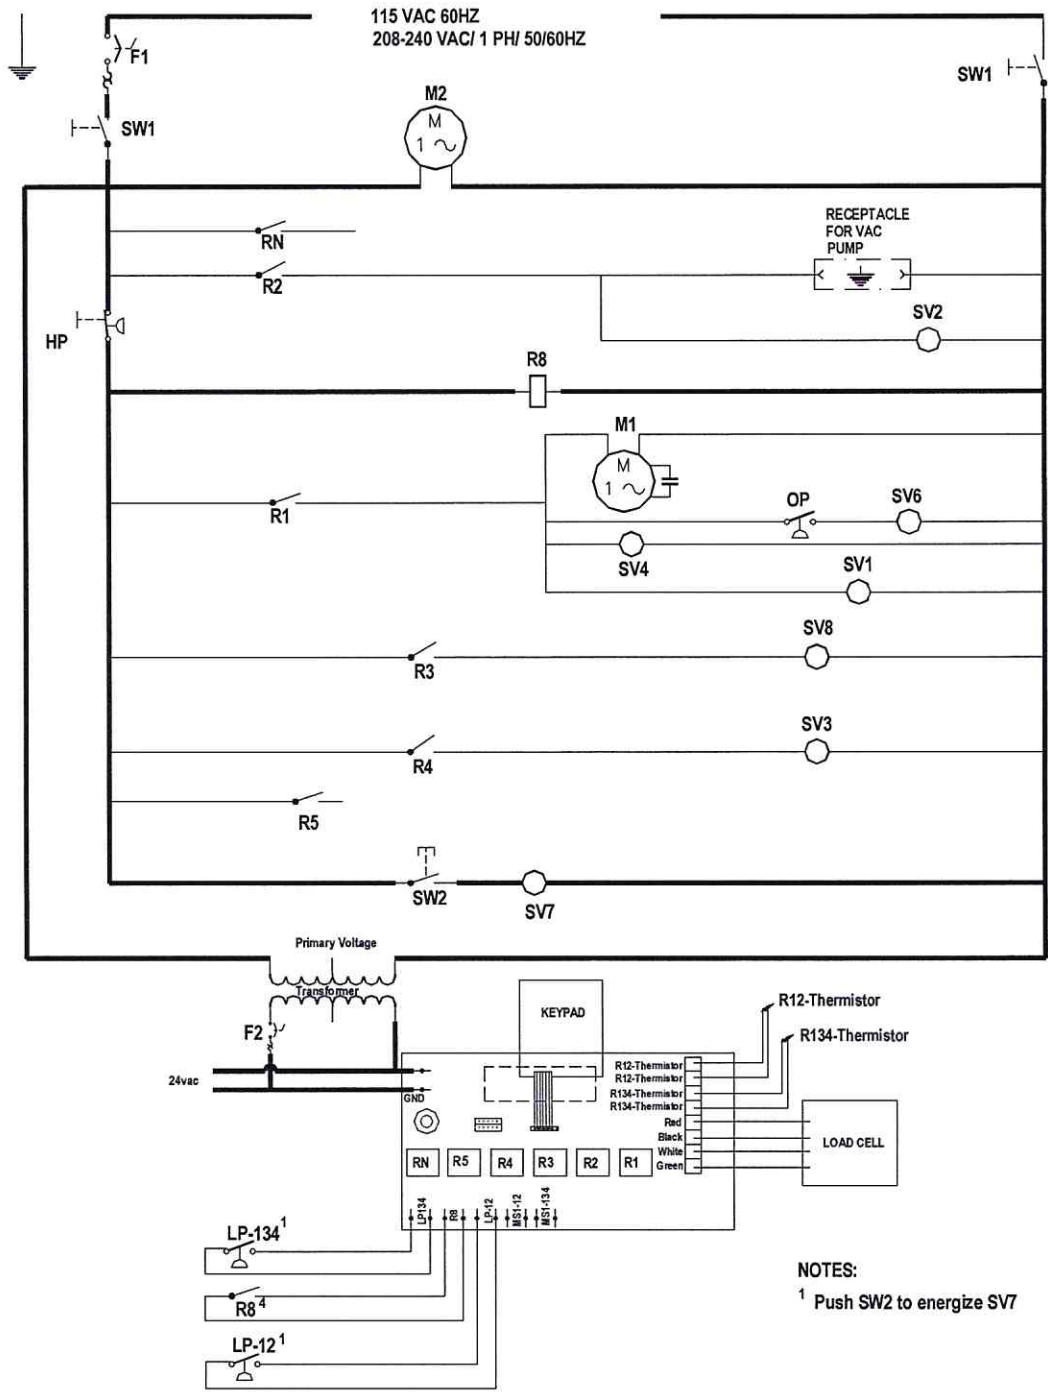 115 VAC 60HZ
208-240 VAC/ 1 PH/ 50/60HZ
F1
SW1
SW1
M2
M
1
RECEPTACLE
FOR VAC
PUMP
RN
R2
SV2
HP
R8
M1
M
1
OP
SV6
R1
SV4
SV1
SV8
R3
SV3
R4
R5
SW2
SV7
Primary Voltage
Transformer
F2
KEYPAD
R12-Thermistor
R134-Thermistor
24vac
GND
R12-Thermistor
R12-Thermistor
R134-Thermistor
R134-Thermistor
Red
Black
White
Green
LOAD CELL
RN
R5
R4
R3
R2
R1
LP134
R8
LP-12
MS1-12
MS1-134
LP-134 1
R8 4
LP-12 1
NOTES:
1 Push SW2 to energize SV7